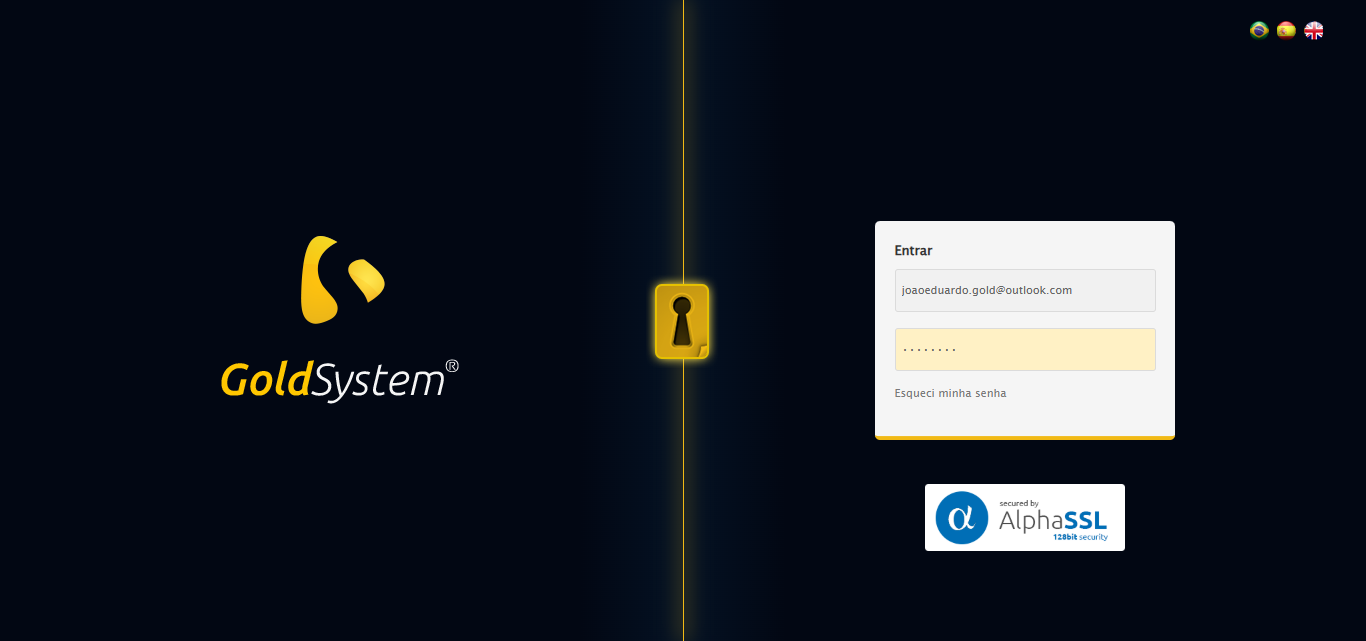 GoldSystem®
Entrar
joaoeduardo.gold@outlook.com
........
Esqueci minha senha
α
secured by
AlphaSSL
128bit security